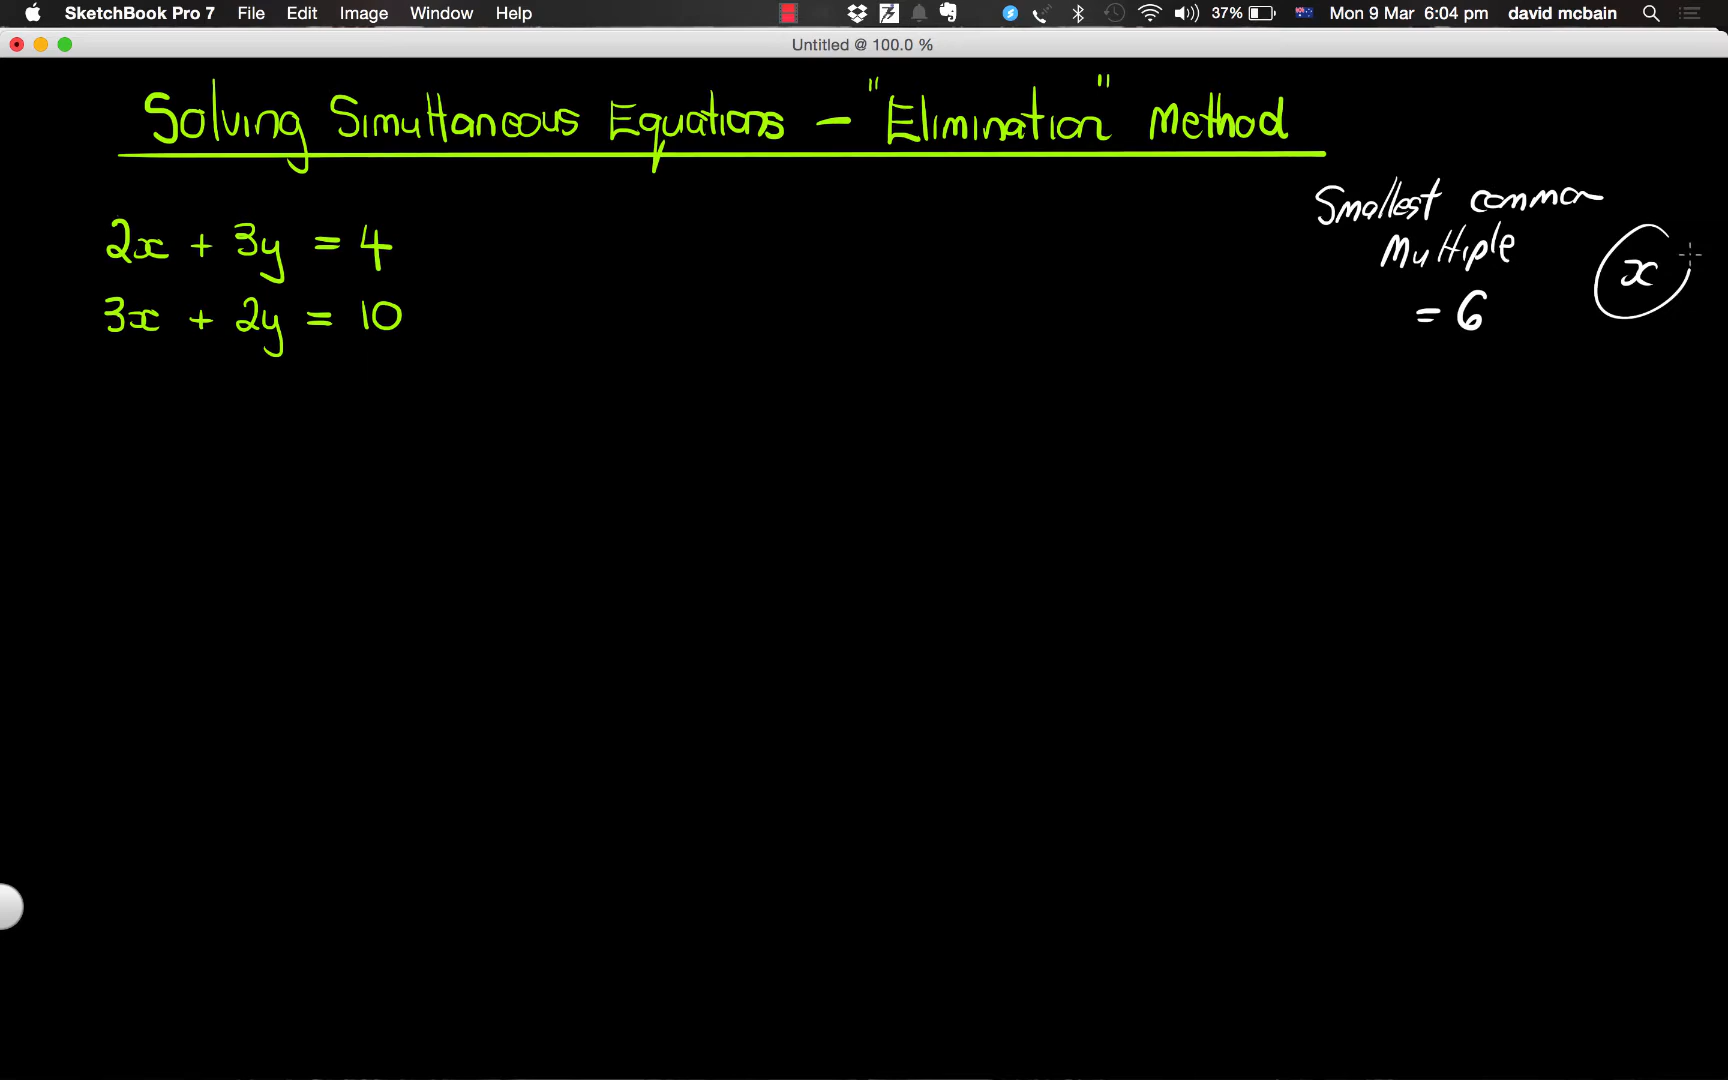 SketchBook Pro 7 File Edit Image Window Help 37% Mon 9 Mar 6:04 pm david mcbain
Untitled @ 100.0 %
Solving Simultaneous Equations - "Elimination" Method
Smallest common
Multiple
= 6
x
2x + 3y = 4
3x + 2y = 10